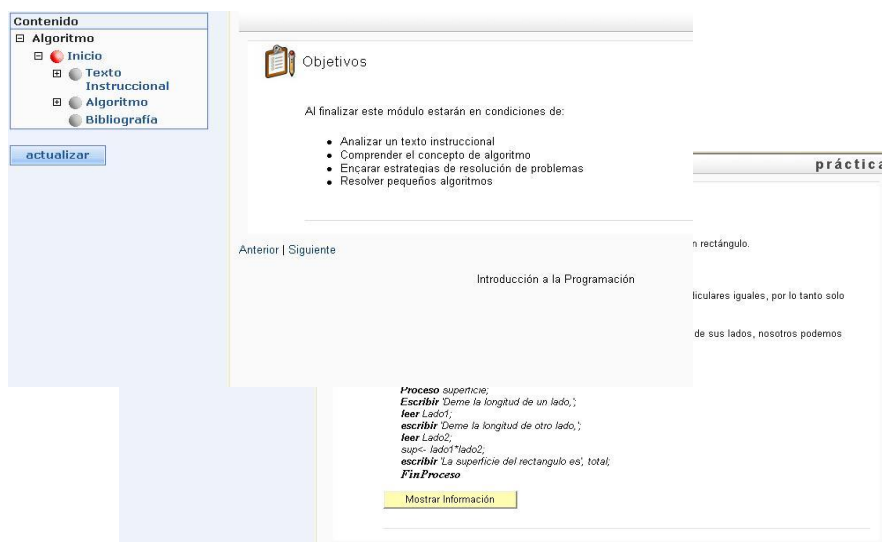 Contenido
Algoritmo
Inicio
Texto
Instruccional
Algoritmo
Bibliografía
actualizar
Objetivos
Al finalizar este módulo estarán en condiciones de:
Analizar un texto instruccional
Comprender el concepto de algoritmo
Encarar estrategias de resolución de problemas
Resolver pequeños algoritmos
Anterior | Siguiente
Introducción a la Programación
práctica
n rectángulo.
diculares iguales, por lo tanto solo
de sus lados, nosotros podemos
Proceso superficie;
Escribir 'Deme la longitud de un lado,';
leer Lado1;
escribir 'Deme la longitud de otro lado,';
leer Lado2;
sup<- lado1*lado2;
escribir 'La superficie del rectangulo es', total;
FinProceso
Mostrar Información